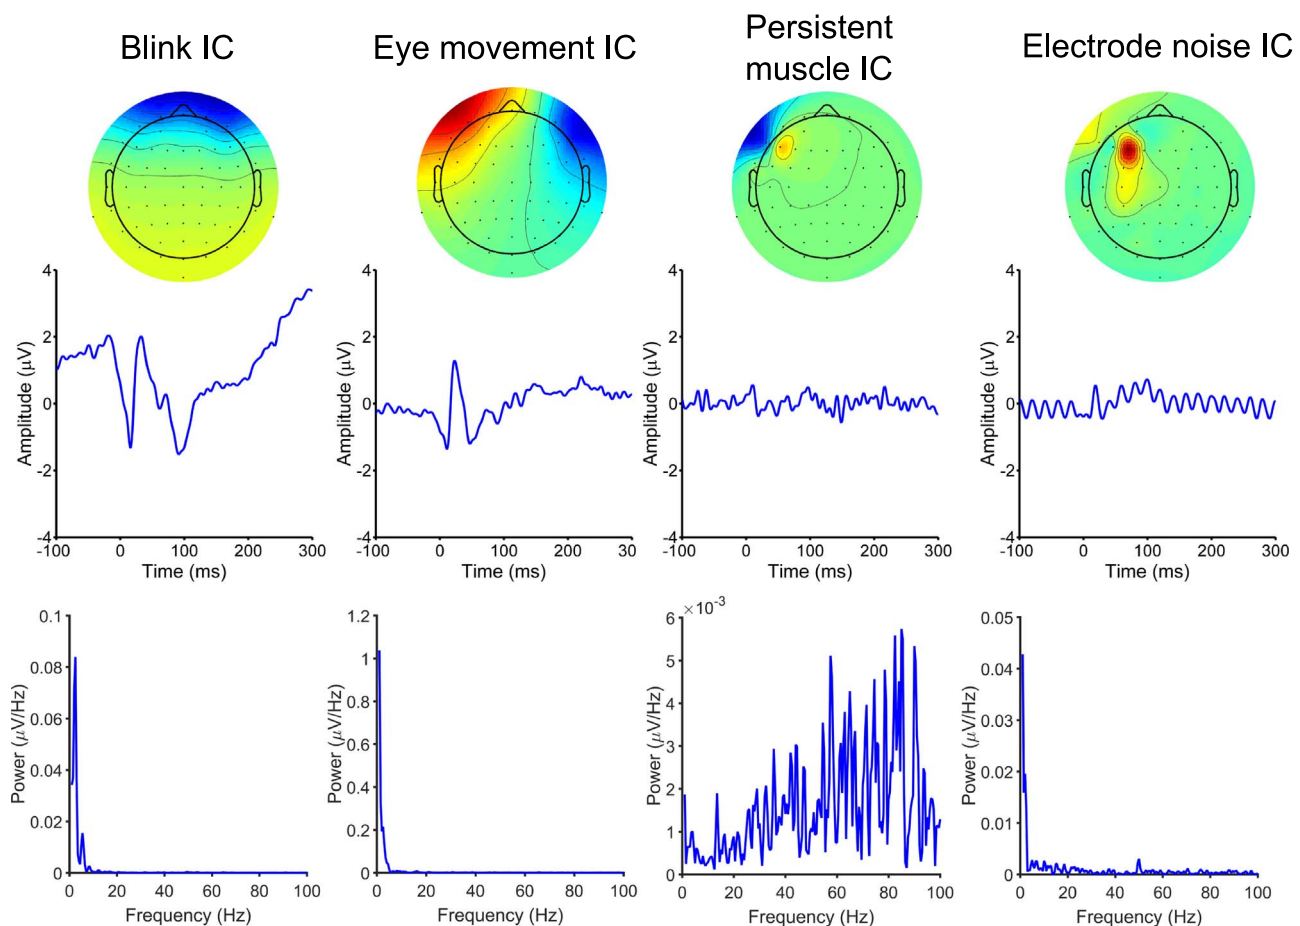 Blink IC
Eye movement IC
Persistent
muscle IC
Electrode noise IC
4
2
0
-2
-4
Amplitude (μV)
-100 0 100 200 300
Time (ms)
4
2
0
-2
-4
Amplitude (μV)
-100 0 100 200 30
Time (ms)
4
2
0
-2
-4
Amplitude (μV)
-100 0 100 200 300
Time (ms)
4
2
0
-2
-4
Amplitude (μV)
-100 0 100 200 300
Time (ms)
0.1
0.08
0.06
0.04
0.02
0
Power (μV/Hz)
0 20 40 60 80 100
Frequency (Hz)
1.2
1
0.8
0.6
0.4
0.2
0
Power (μV/Hz)
0 20 40 60 80 100
Frequency (Hz)
×10⁻³
6
5
4
3
2
1
0
Power (μV/Hz)
0 20 40 60 80 100
Frequency (Hz)
0.05
0.04
0.03
0.02
0.01
0
Power (μV/Hz)
0 20 40 60 80 100
Frequency (Hz)